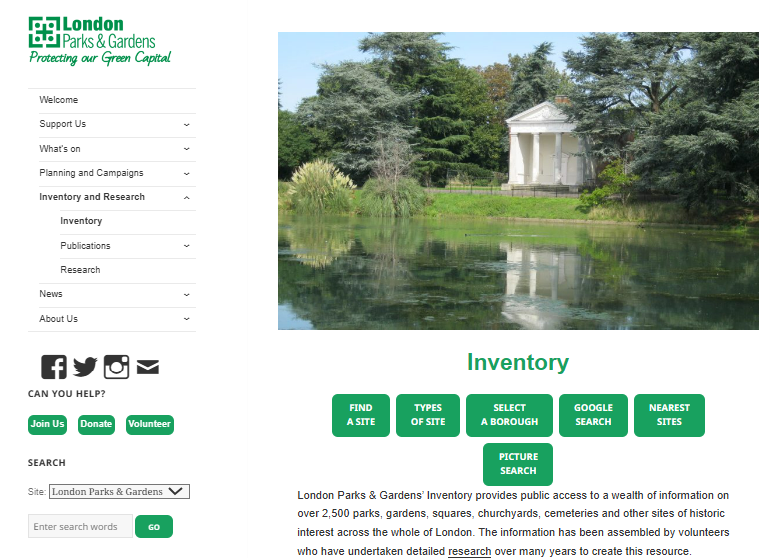 London
Parks & Gardens
Protecting our Green Capital
Welcome
Support Us
What's on
Planning and Campaigns
Inventory and Research
Inventory
Publications
Research
News
About Us
CAN YOU HELP?
Join Us Donate Volunteer
SEARCH
Site: London Parks & Gardens
Enter search words GO
Inventory
FIND
A SITE
TYPES
OF SITE
SELECT
A BOROUGH
GOOGLE
SEARCH
NEAREST
SITES
PICTURE
SEARCH
London Parks & Gardens' Inventory provides public access to a wealth of information on
over 2,500 parks, gardens, squares, churchyards, cemeteries and other sites of historic
interest across the whole of London. The information has been assembled by volunteers
who have undertaken detailed research over many years to create this resource.